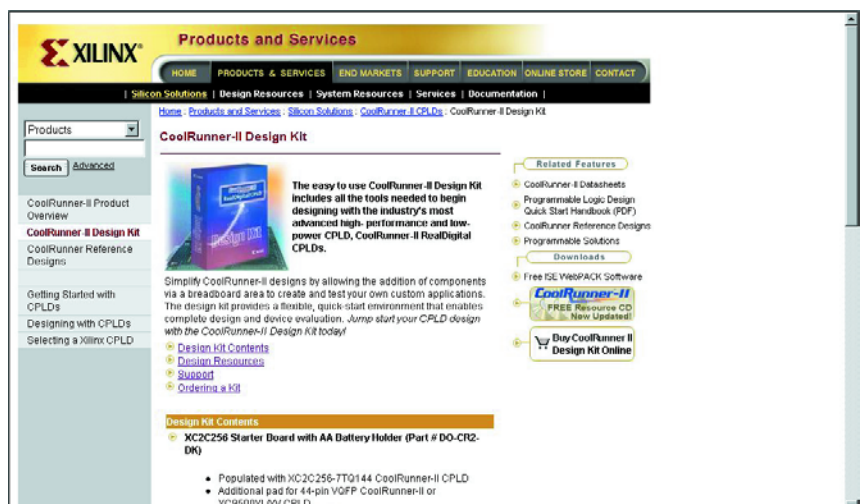 Products and Services
XILINX®
HOME PRODUCTS & SERVICES END MARKETS SUPPORT EDUCATION ONLINE STORE CONTACT
| Silicon Solutions | Design Resources | System Resources | Services | Documentation |
Home : Products and Services : Silicon Solutions : CoolRunner-II CPLDs : CoolRunner-II Design Kit
Products
Search Advanced
CoolRunner-II Product
Overview
CoolRunner-II Design Kit
CoolRunner Reference
Designs
Getting Started with
CPLDs
Designing with CPLDs
Selecting a Xilinx CPLD
CoolRunner-II Design Kit
Design Kit
The easy to use CoolRunner-II Design Kit
includes all the tools needed to begin
designing with the industry's most
advanced high- performance and low-
power CPLD, CoolRunner-II RealDigital
CPLDs.
Simplify CoolRunner-II designs by allowing the addition of components
via a breadboard area to create and test your own custom applications.
The design kit provides a flexible, quick-start environment that enables
complete design and device evaluation. Jump start your CPLD design
with the CoolRunner-II Design Kit today!
Design Kit Contents
Design Resources
Support
Ordering a Kit
Design Kit Contents
XC2C256 Starter Board with AA Battery Holder (Part # DO-CR2-
DK)
Populated with XC2C256-7TQ144 CoolRunner-II CPLD
Additional pad for 44-pin VQFP CoolRunner-II or
Related Features
CoolRunner-II Datasheets
Programmable Logic Design
Quick Start Handbook (PDF)
CoolRunner Reference Designs
Programmable Solutions
Downloads
Free ISE WebPACK Software
CoolRunner-II
FREE Resource CD
New Updated!
Buy CoolRunner II
Design Kit Online